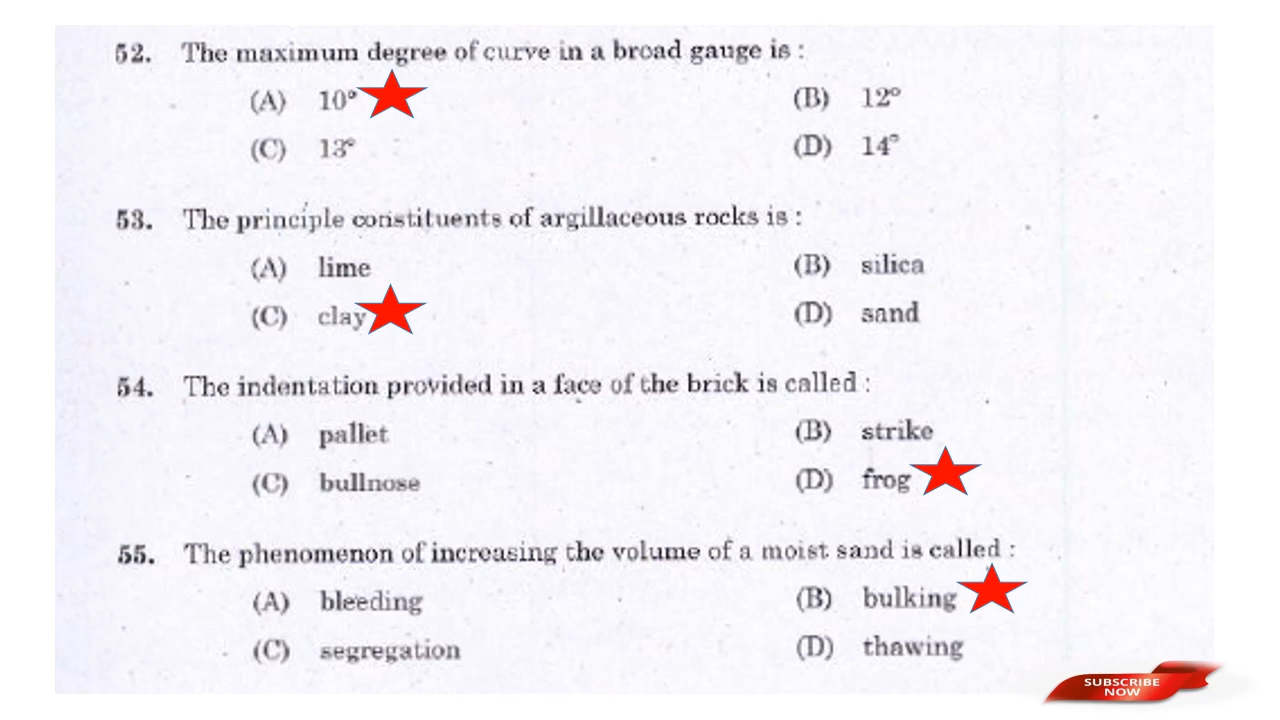 52. The maximum degree of curve in a broad gauge is :
(A) 10° (B) 12°
(C) 13° (D) 14°
53. The principle constituents of argillaceous rocks is :
(A) lime (B) silica
(C) clay (D) sand
54. The indentation provided in a face of the brick is called :
(A) pallet (B) strike
(C) bullnose (D) frog
55. The phenomenon of increasing the volume of a moist sand is called :
(A) bleeding (B) bulking
(C) segregation (D) thawing
SUBSCRIBE
NOW